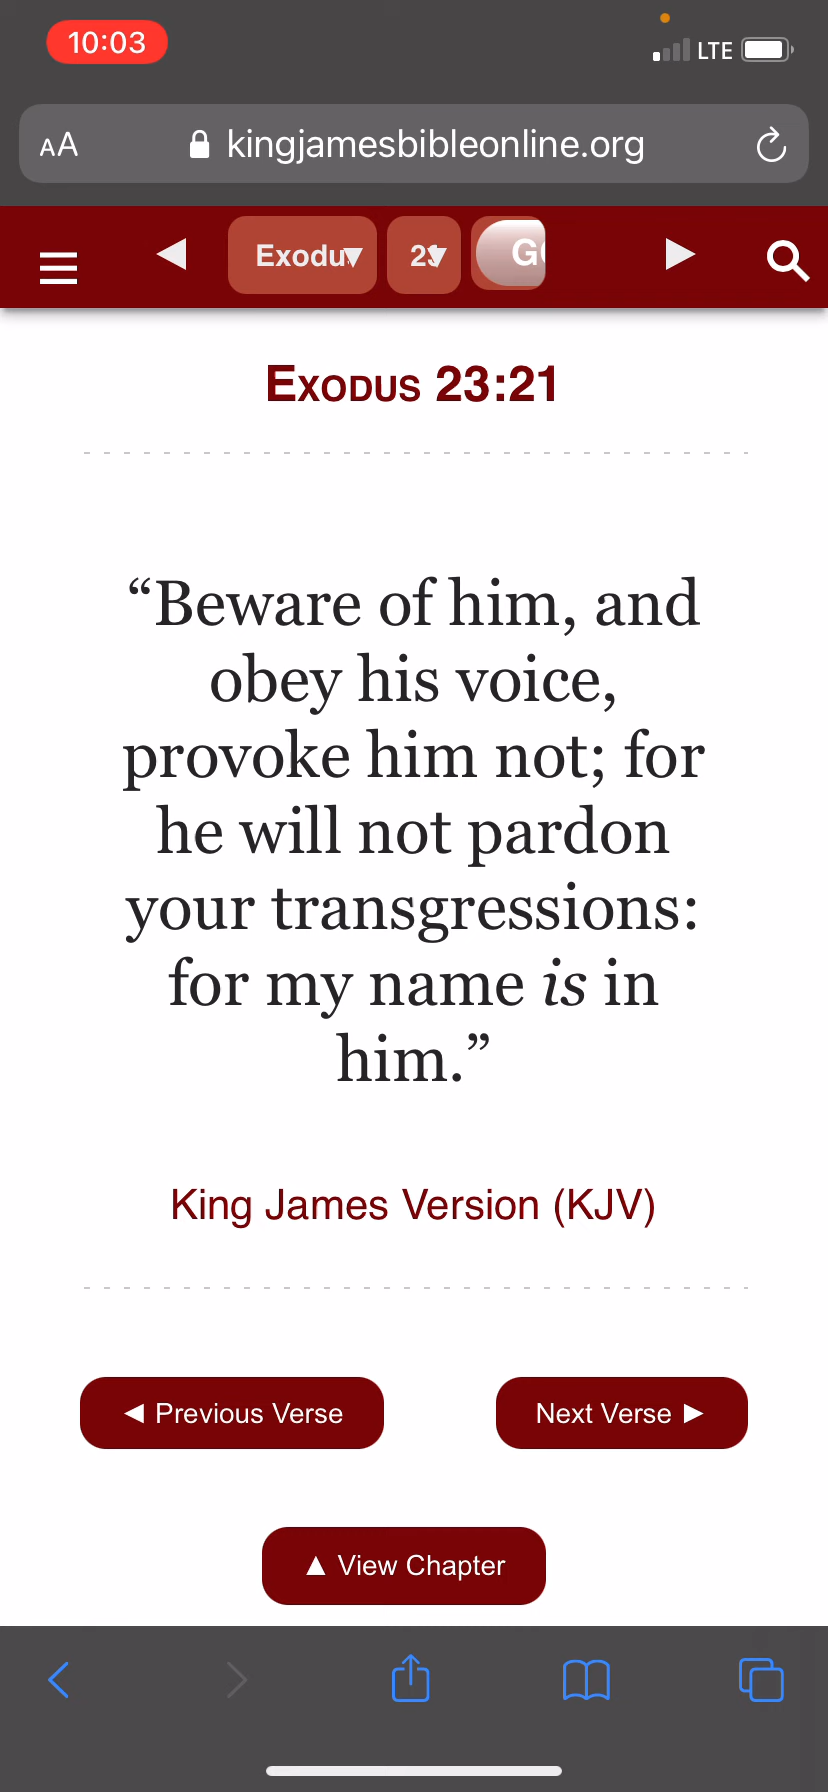 10:03
LTE
AA
kingjamesbibleonline.org
Exodu
23
G
EXODUS 23:21
“Beware of him, and
obey his voice,
provoke him not; for
he will not pardon
your transgressions:
for my name is in
him.”
King James Version (KJV)
◀ Previous Verse
Next Verse ▶
▲ View Chapter